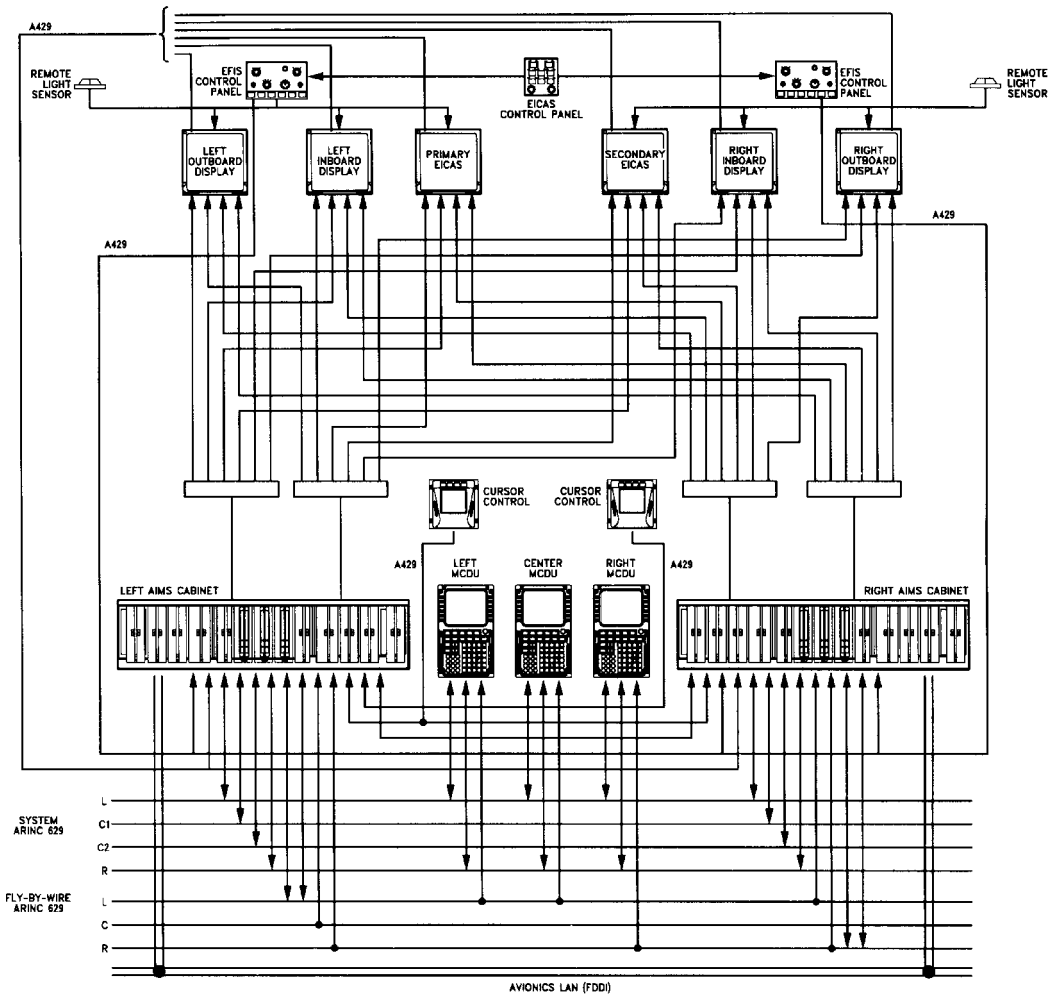 A429
REMOTE
LIGHT
SENSOR
EFIS
CONTROL
PANEL
EICAS
CONTROL PANEL
EFIS
CONTROL
PANEL
REMOTE
LIGHT
SENSOR
LEFT
OUTBOARD
DISPLAY
LEFT
INBOARD
DISPLAY
PRIMARY
EICAS
SECONDARY
EICAS
RIGHT
INBOARD
DISPLAY
RIGHT
OUTBOARD
DISPLAY
A429
A429
CURSOR
CONTROL
CURSOR
CONTROL
A429
LEFT
MCDU
CENTER
MCDU
RIGHT
MCDU
A429
LEFT AIMS CABINET
RIGHT AIMS CABINET
SYSTEM
ARINC 629
L
C1
C2
R
FLY-BY-WIRE
ARINC 629
L
C
R
AVIONICS LAN (FDDI)